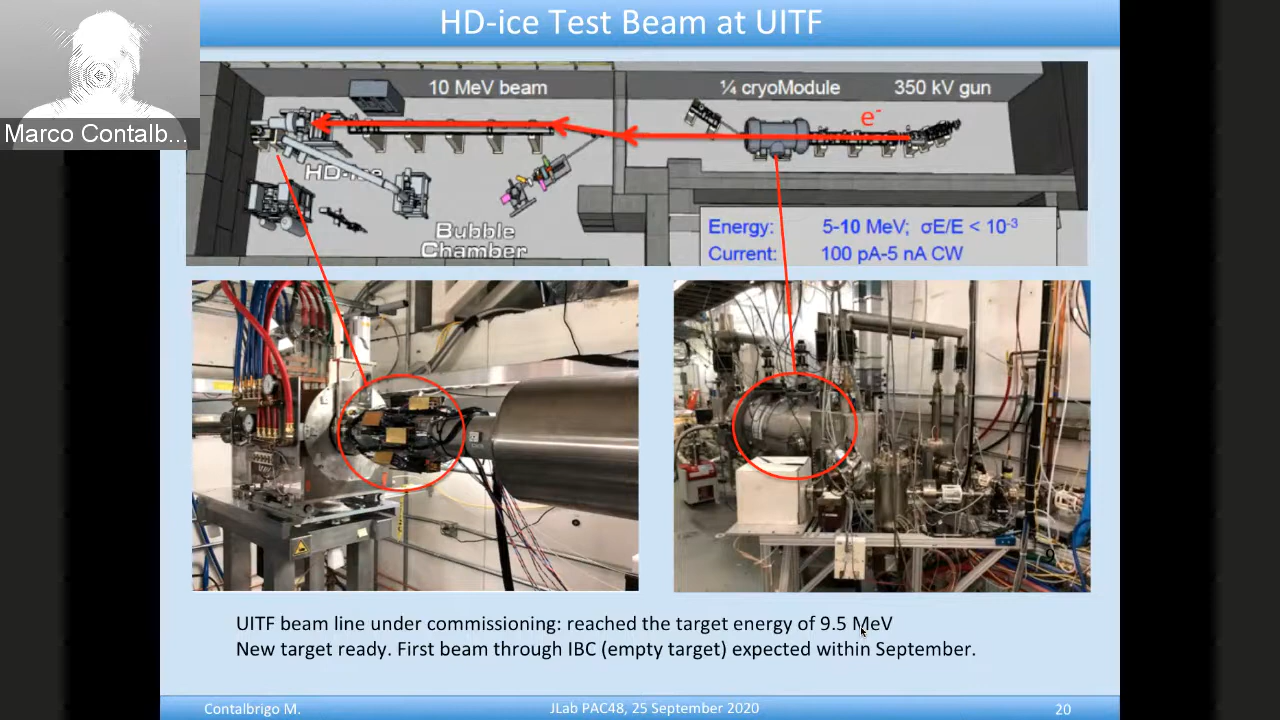 HD-ice Test Beam at UITF
Marco Contalb...
10 MeV beam
¼ cryoModule
350 kV gun
e⁻
HD-ice
Bubble
Chamber
Energy: 5-10 MeV; σE/E < 10⁻³
Current: 100 pA-5 nA CW
UITF beam line under commissioning: reached the target energy of 9.5 MeV
New target ready. First beam through IBC (empty target) expected within September.
Contalbrigo M.
JLab PAC48, 25 September 2020
20